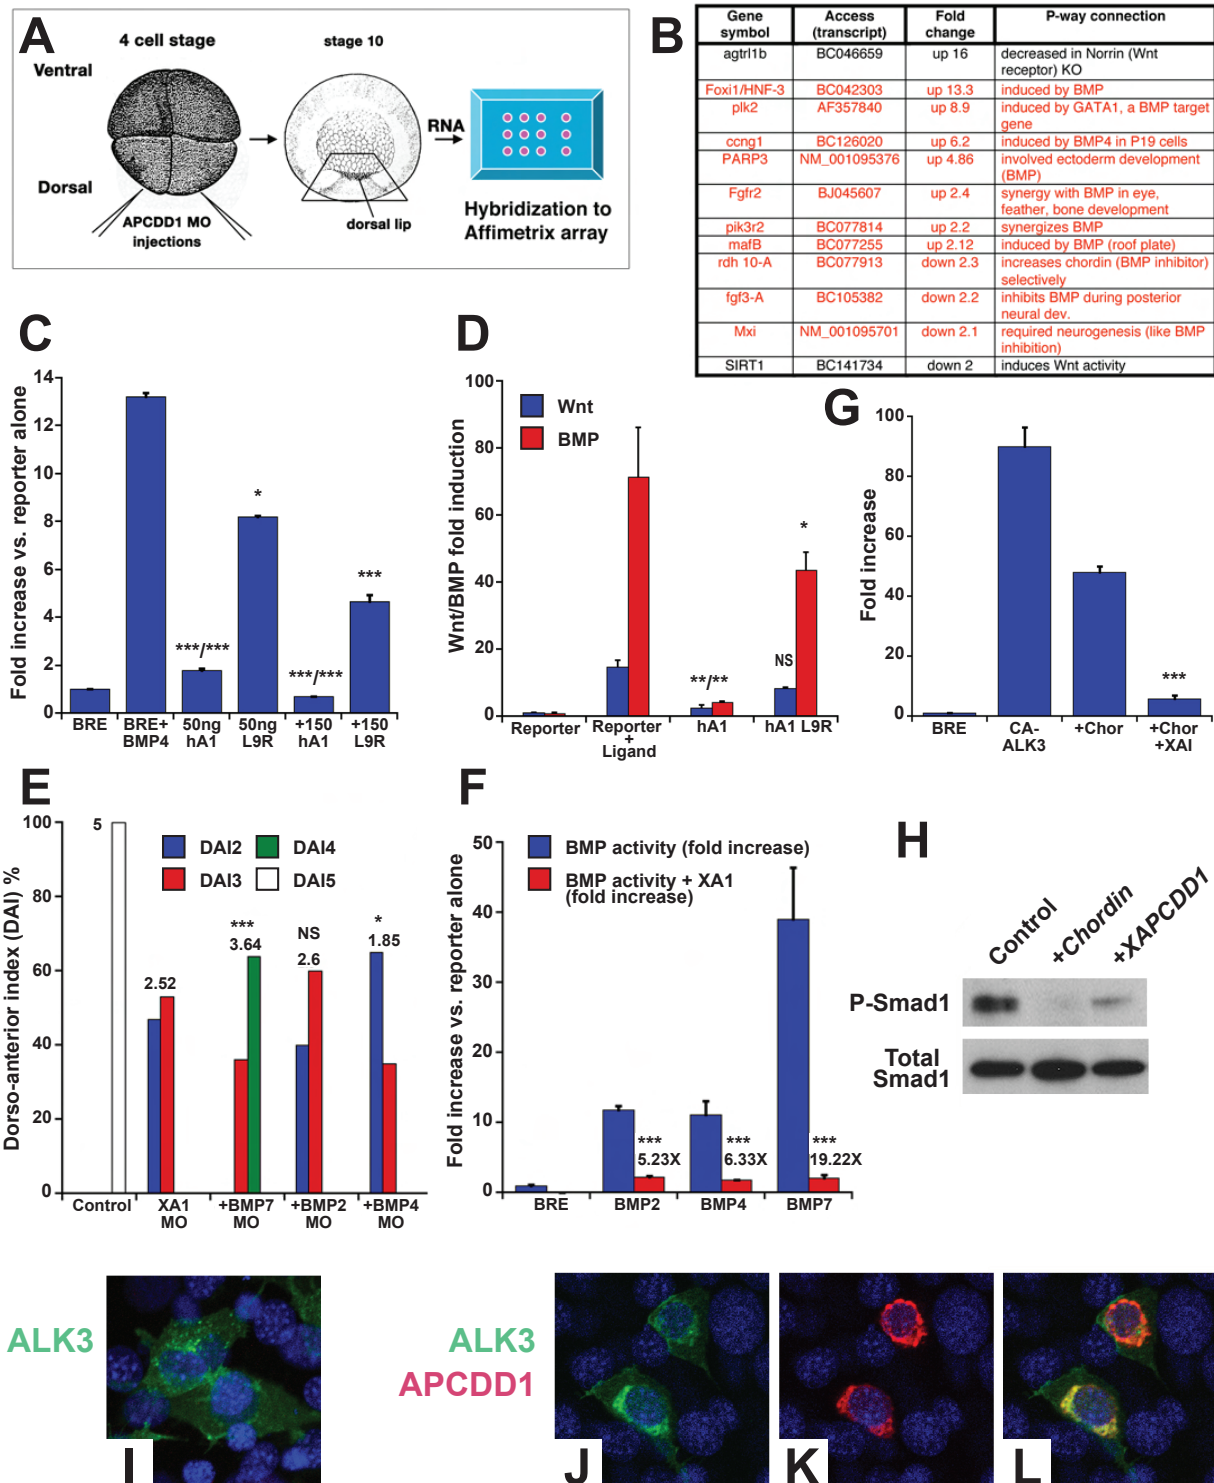 A
4 cell stage
stage 10
Ventral
Dorsal
RNA
APCDD1 MO
injections
dorsal lip
Hybridization to
Affimetrix array
B
Gene symbol	Access (transcript)	Fold change	P-way connection
agtrl1b	BC046659	up 16	decreased in Norrin (Wnt
receptor) KO
Foxi1/HNF-3	BC042303	up 13.3	induced by BMP
plk2	AF357840	up 8.9	induced by GATA1, a BMP target
gene
ccng1	BC126020	up 6.2	induced by BMP4 in P19 cells
PARP3	NM_001095376	up 4.86	involved ectoderm development
(BMP)
Fgfr2	BJ045607	up 2.4	synergy with BMP in eye,
feather, bone development
pik3r2	BC077814	up 2.2	synergizes BMP
mafB	BC077255	up 2.12	induced by BMP (roof plate)
rdh 10-A	BC077913	down 2.3	increases chordin (BMP inhibitor)
selectively
fgf3-A	BC105382	down 2.2	inhibits BMP during posterior
neural dev.
Mxi	NM_001095701	down 2.1	required neurogenesis (like BMP
inhibition)
SIRT1	BC141734	down 2	induces Wnt activity
C
Fold increase vs. reporter alone
14
12
10
8
6
4
2
0
***/***
*
***/***
***
BRE
BRE+
BMP4
50ng
hA1
50ng
L9R
+150
hA1
+150
L9R
D
Wnt/BMP fold induction
100
80
60
40
20
0
Wnt
BMP
**/**
NS
*
Reporter
Reporter
+
Ligand
hA1
hA1 L9R
G
Fold increase
100
80
60
40
20
0
***
BRE
CA-
ALK3
+Chor
+Chor
+XAI
E
Dorso-anterior index (DAI) %
100
80
60
40
20
0
5
DAI2
DAI3
DAI4
DAI5
2.52
***
3.64
NS
2.6
*
1.85
Control
XA1
MO
+BMP7
MO
+BMP2
MO
+BMP4
MO
F
Fold increase vs. reporter alone
50
40
30
20
10
0
BMP activity (fold increase)
BMP activity + XA1
(fold increase)
***
5.23X
***
6.33X
***
19.22X
BRE
BMP2
BMP4
BMP7
H
Control
+Chordin
+XAPCDD1
P-Smad1
Total
Smad1
ALK3
I
ALK3
APCDD1
J
K
L